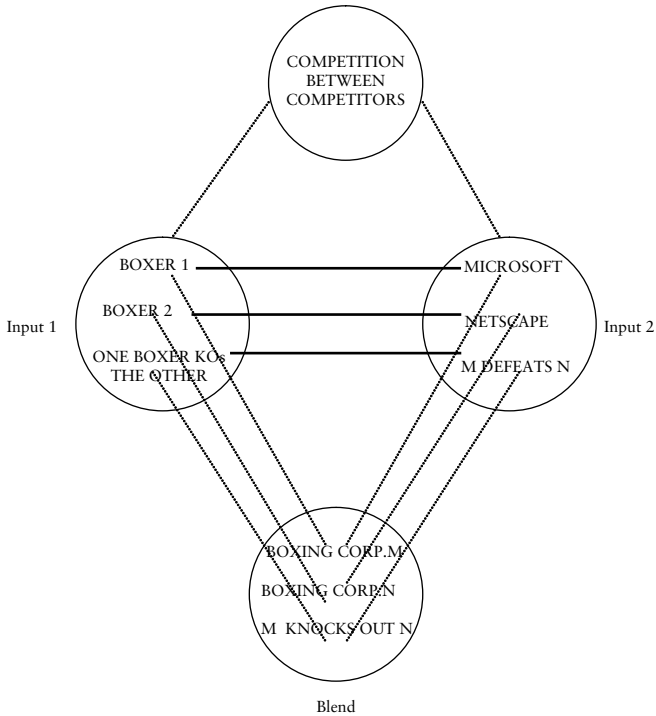 COMPETITION
BETWEEN
COMPETITORS
BOXER 1
MICROSOFT
BOXER 2
NETSCAPE
Input 1
Input 2
ONE BOXER KOs
THE OTHER
M DEFEATS N
BOXING CORP.M
BOXING CORP.N
M KNOCKS OUT N
Blend